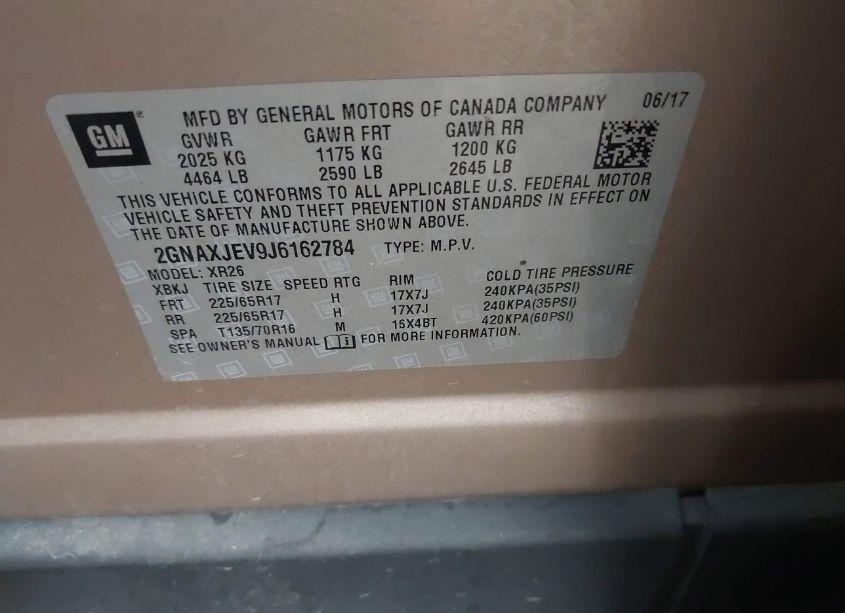 GM
MFD BY GENERAL MOTORS OF CANADA COMPANY 06/17
GVWR GAWR FRT GAWR RR
2025 KG 1175 KG 1200 KG
4464 LB 2590 LB 2645 LB
THIS VEHICLE CONFORMS TO ALL APPLICABLE U.S. FEDERAL MOTOR
VEHICLE SAFETY AND THEFT PREVENTION STANDARDS IN EFFECT ON
THE DATE OF MANUFACTURE SHOWN ABOVE.
2GNAXJEV9J6162784 TYPE: M.P.V.
MODEL: XR26
XBKJ TIRE SIZE SPEED RTG RIM COLD TIRE PRESSURE
FRT 225/65R17 H 17X7J 240KPA(35PSI)
RR 225/65R17 H 17X7J 240KPA(35PSI)
SPA T135/70R16 M 16X4BT 420KPA(60PSI)
SEE OWNER'S MANUAL FOR MORE INFORMATION.